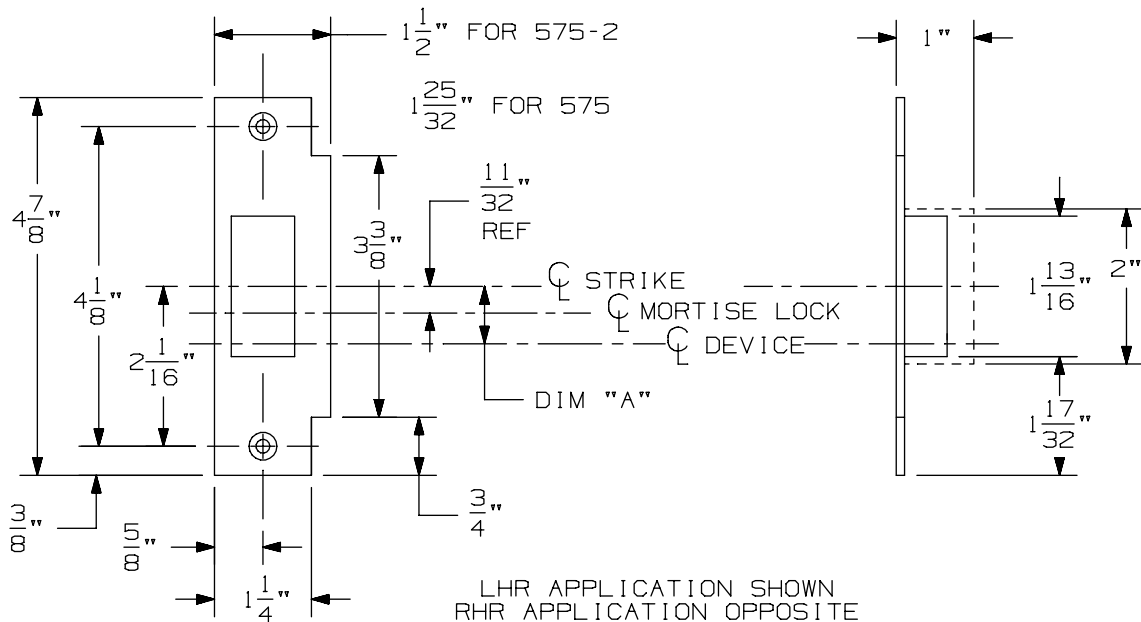 1 1/2" FOR 575-2
1 25/32" FOR 575
1"
4 7/8"
11/32"
REF
3 3/8"
4 1/8"
2 1/16"
℄ STRIKE
℄ MORTISE LOCK
℄ DEVICE
1 13/16"
2"
DIM "A"
1 17/32"
3/8"
5/8"
3/4"
1 1/4"
LHR APPLICATION SHOWN
RHR APPLICATION OPPOSITE